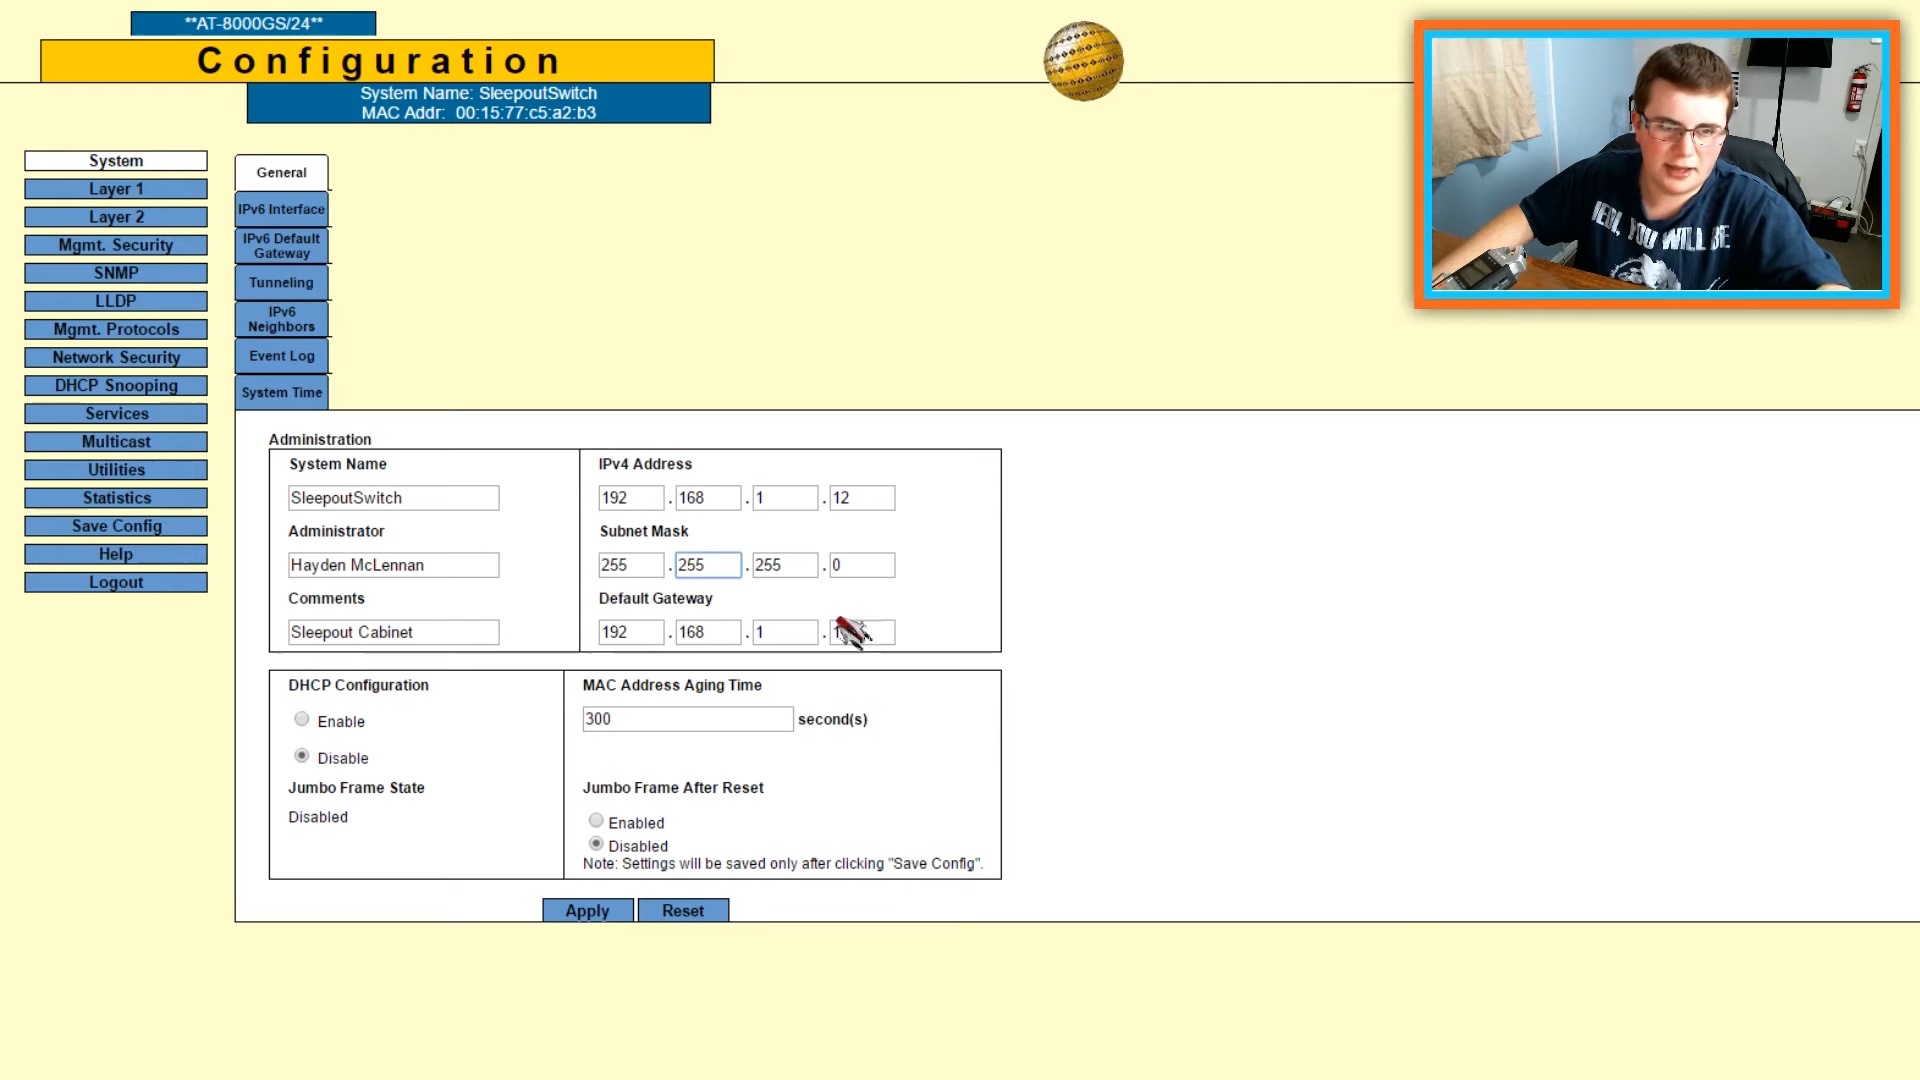 **AT-8000GS/24**
Configuration
System Name: SleepoutSwitch
MAC Addr: 00:15:77:c5:a2:b3
System
Layer 1
Layer 2
Mgmt. Security
SNMP
LLDP
Mgmt. Protocols
Network Security
DHCP Snooping
Services
Multicast
Utilities
Statistics
Save Config
Help
Logout
General
IPv6 Interface
IPv6 Default
Gateway
Tunneling
IPv6
Neighbors
Event Log
System Time
Administration
System Name
SleepoutSwitch
Administrator
Hayden McLennan
Comments
Sleepout Cabinet
IPv4 Address
192 . 168 . 1 . 12
Subnet Mask
255 . 255 . 255 . 0
Default Gateway
192 . 168 . 1 .
DHCP Configuration
Enable
Disable
Jumbo Frame State
Disabled
MAC Address Aging Time
300 second(s)
Jumbo Frame After Reset
Enabled
Disabled
Note: Settings will be saved only after clicking "Save Config".
Apply Reset
JEDI, YOU WILL BE